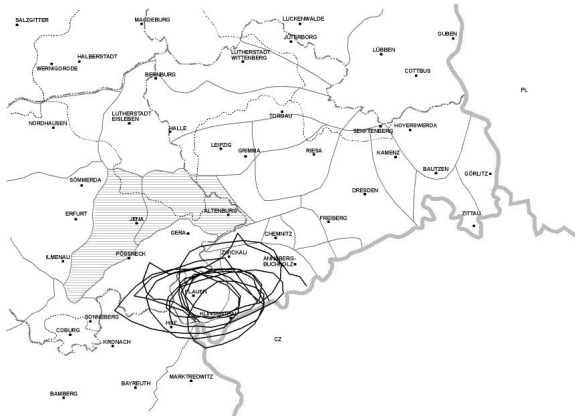 SALZGITTER
MAGDEBURG
LUCKENWALDE
JÜTERBORG
GUBEN
LÜBBEN
HALBERSTADT
WERNIGORODE
LUTHERSTADT
WITTENBERG
BERNBURG
COTTBUS
PL
LUTHERSTADT
EISLEBEN
NORDHAUSEN
HALLE
TORGAU
SENFTENBERG
HOYERSWERDA
LEIPZIG
GRIMMA
RIESA
KAMENZ
BAUTZEN
GÖRLITZ
SÖMMERDA
DRESDEN
ERFURT
JENA
ALTENBURG
FREIBERG
ZITTAU
GERA
CHEMNITZ
ILMENAU
PÖSSNECK
ZWICKAU
ANNABERG-
BUCHHOLZ
PLAUEN
SONNEBERG
HOF
COBURG
KRONACH
CZ
BAYREUTH
MARKTREDWITZ
BAMBERG